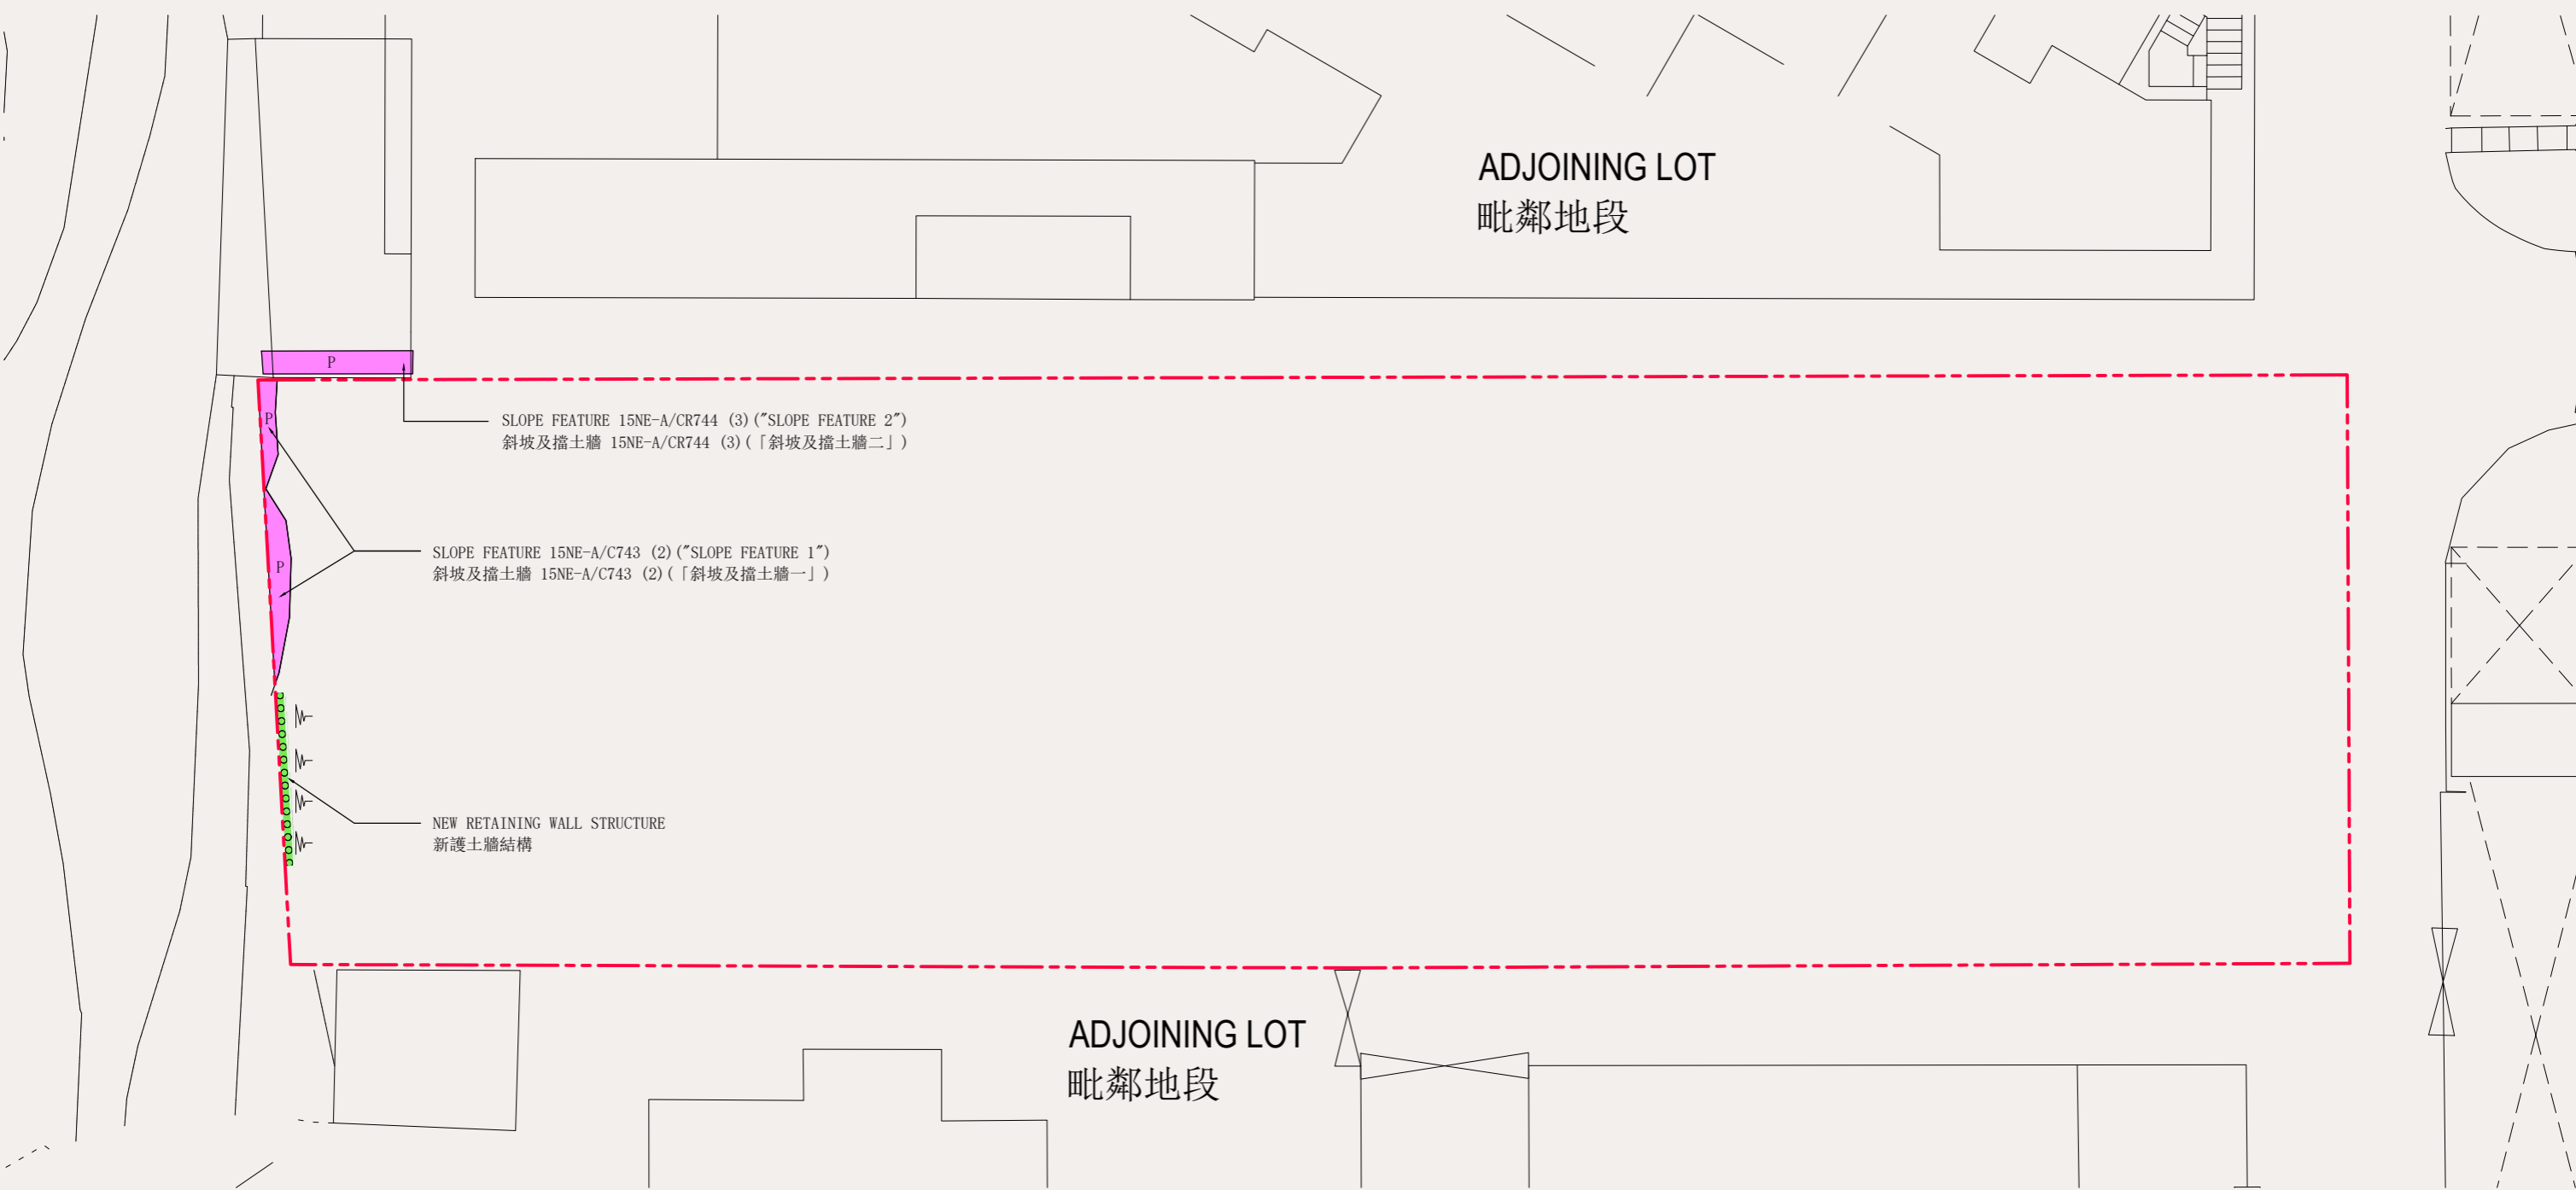 ADJOINING LOT
毗鄰地段
P
P
SLOPE FEATURE 15NE-A/CR744 (3)("SLOPE FEATURE 2")
斜坡及擋土牆 15NE-A/CR744 (3)(「斜坡及擋土牆二」)
SLOPE FEATURE 15NE-A/C743 (2)("SLOPE FEATURE 1")
斜坡及擋土牆 15NE-A/C743 (2)(「斜坡及擋土牆一」)
P
NEW RETAINING WALL STRUCTURE
新護土牆結構
ADJOINING LOT
毗鄰地段